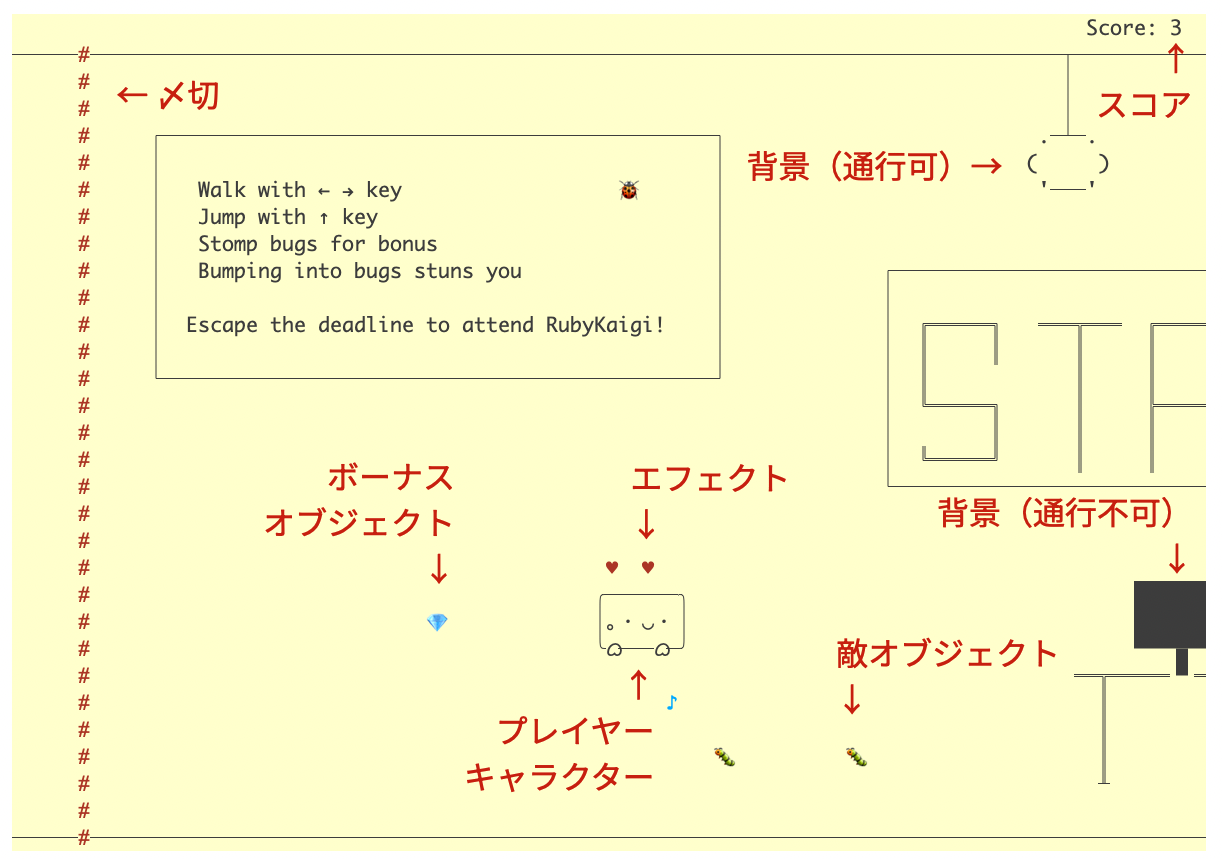 Score: 3
← 〆切
スコア
背景（通行可）→
Walk with ← → key
Jump with ↑ key
Stomp bugs for bonus
Bumping into bugs stuns you
Escape the deadline to attend RubyKaigi!
STA
ボーナス
オブジェクト
エフェクト
背景（通行不可）
敵オブジェクト
プレイヤー
キャラクター